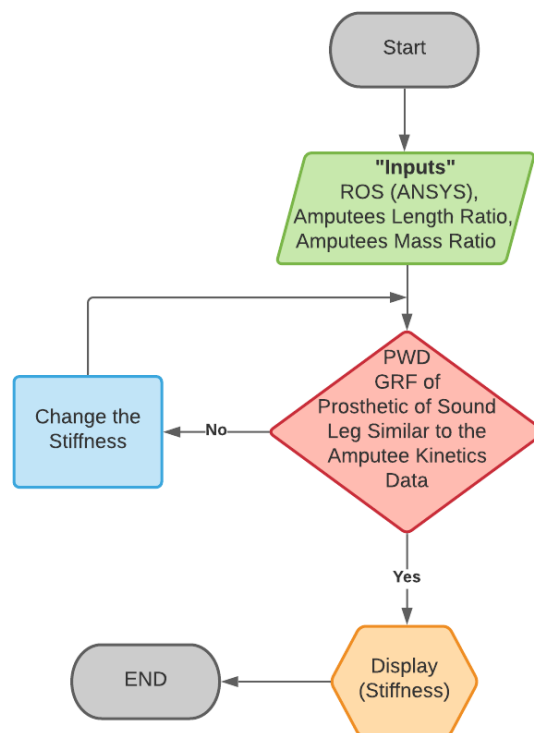 Start
"Inputs"
ROS (ANSYS),
Amputees Length Ratio,
Amputees Mass Ratio
PWD
GRF of
Prosthetic of Sound
Leg Similar to the
Amputee Kinetics
Data
No
Change the
Stiffness
Yes
Display
(Stiffness)
END